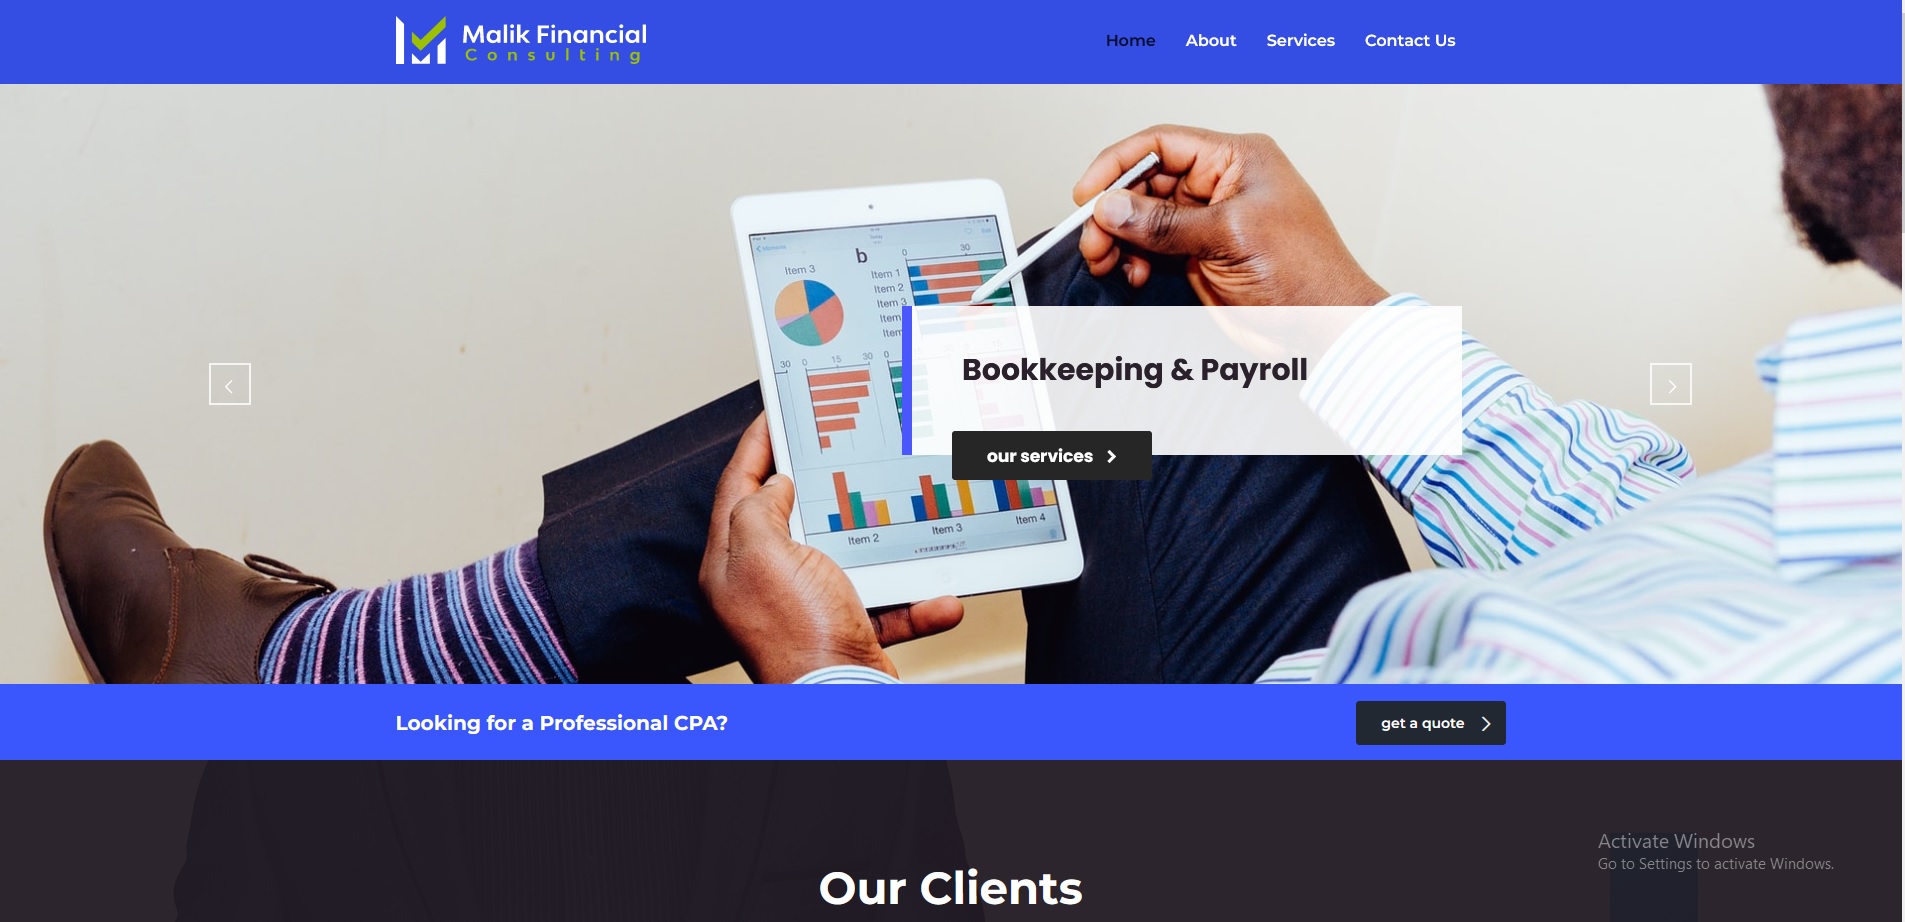 Malik Financial
Consulting
Home
About
Services
Contact Us
Item 3
b
0
30
Item 1
Item 2
Item 3
Item
Item
30
0
15
30
0
Bookkeeping & Payroll
our services
Item 2
Item 3
Item 4
Looking for a Professional CPA?
get a quote
Activate Windows
Go to Settings to activate Windows.
Our Clients